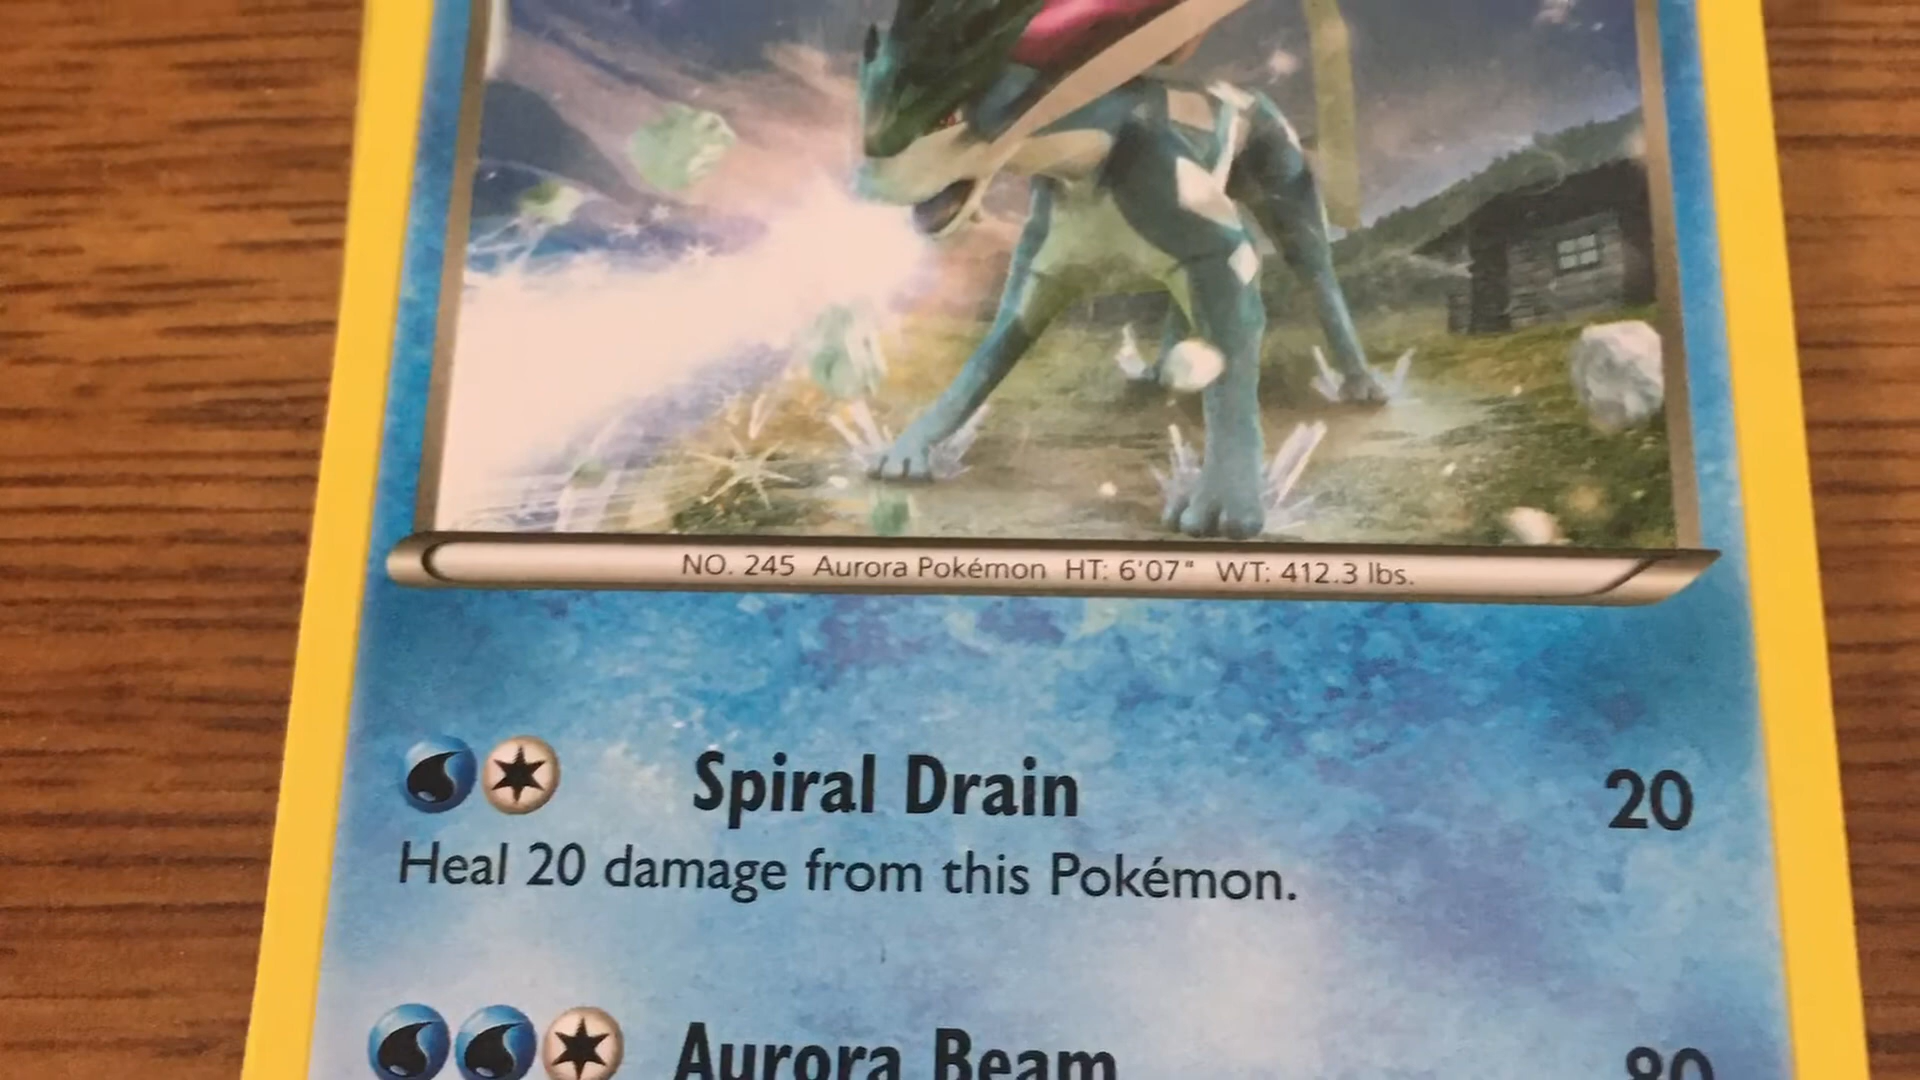 NO. 245 Aurora Pokémon HT: 6'07" WT: 412.3 lbs.
Spiral Drain 20
Heal 20 damage from this Pokémon.
Aurora Beam 80